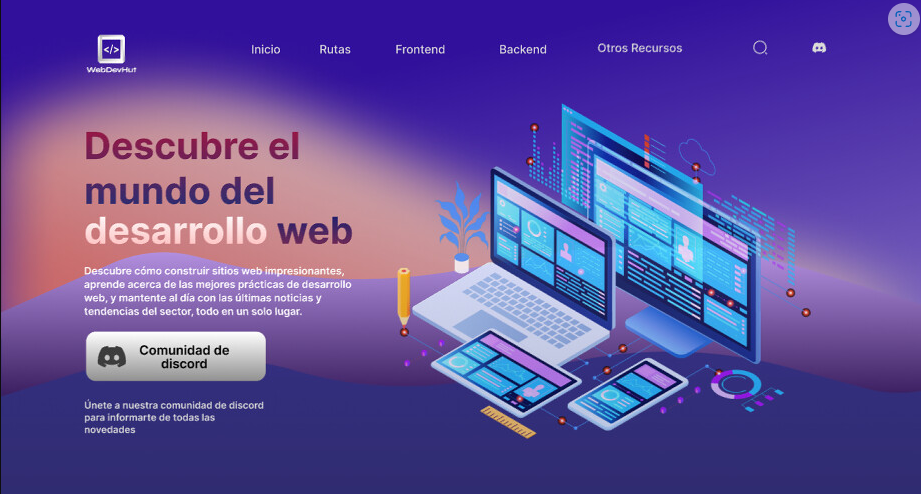 </>
WebDevHut
Inicio Rutas Frontend Backend Otros Recursos
Descubre el
mundo del
desarrollo web
Descubre cómo construir sitios web impresionantes,
aprende acerca de las mejores prácticas de desarrollo
web, y mantente al día con las últimas noticias y
tendencias del sector, todo en un solo lugar.
Comunidad de
discord
Únete a nuestra comunidad de discord
para informarte de todas las
novedades